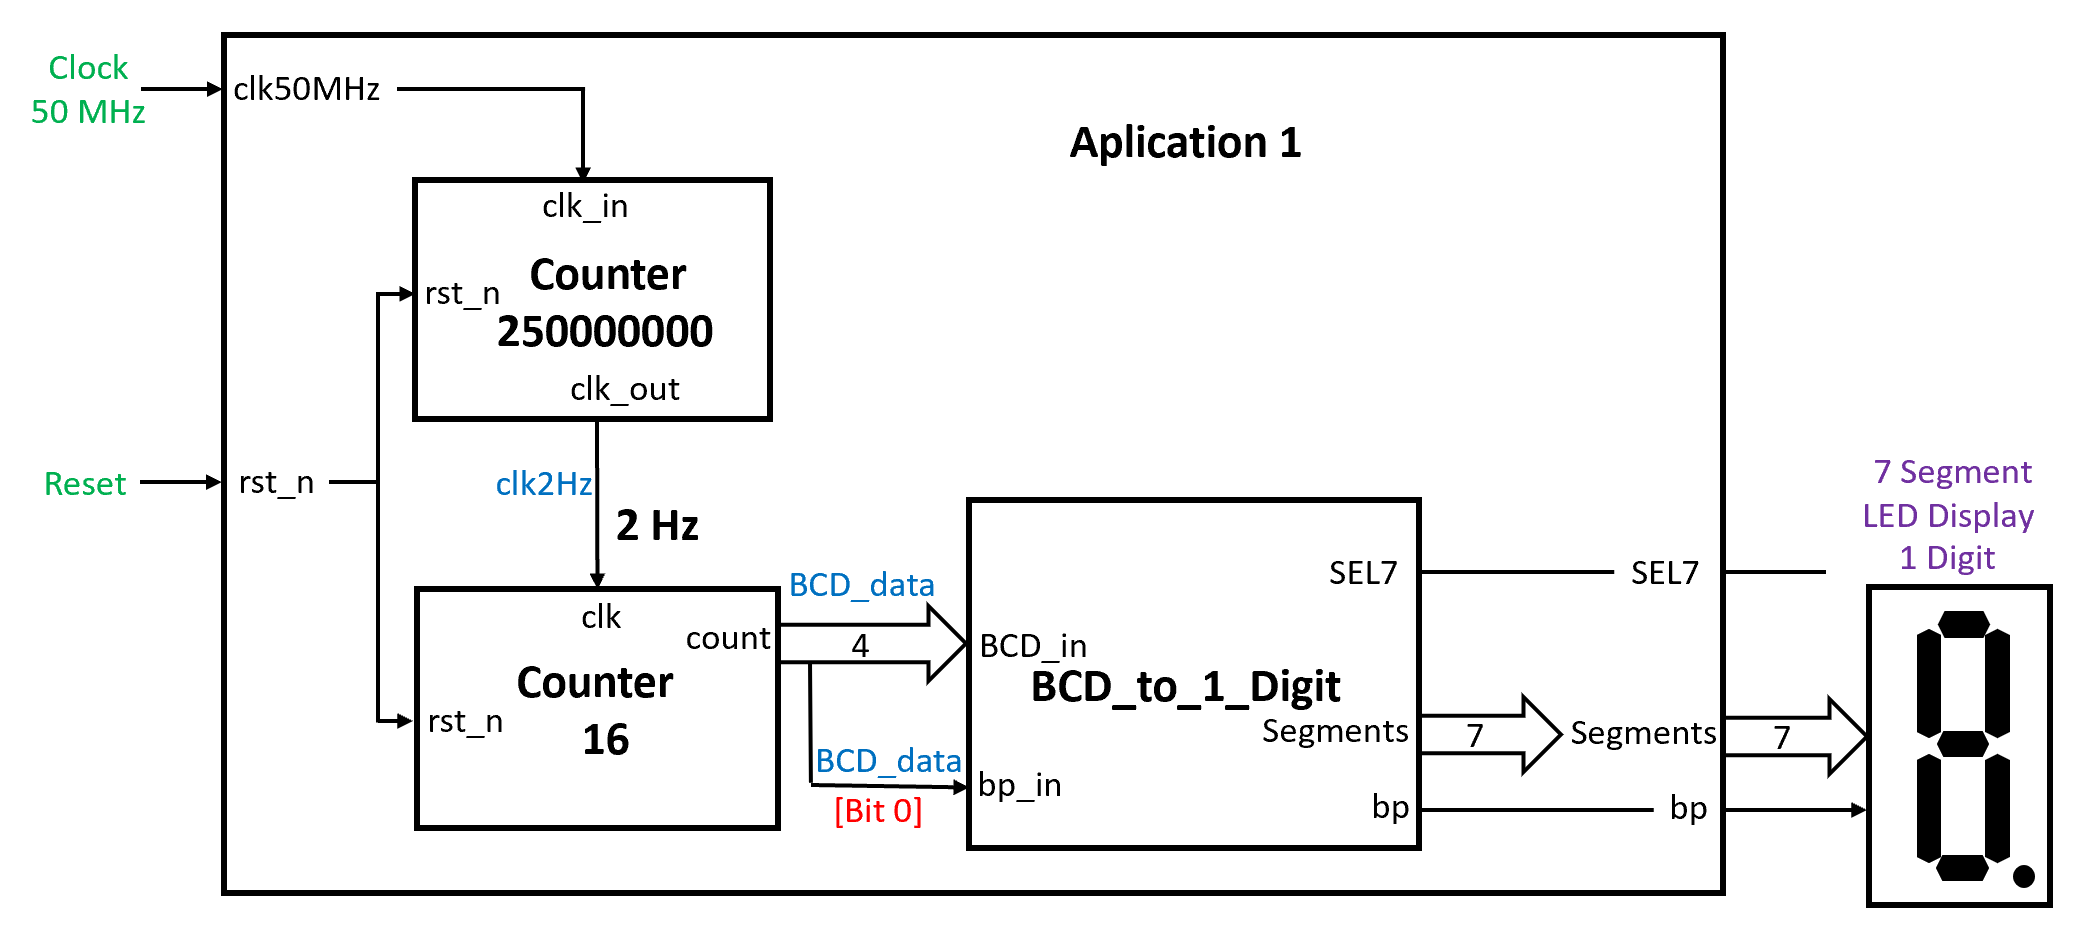 Clock
50 MHz
clk50MHz
Aplication 1
clk_in
rst_n
Counter
250000000
clk_out
Reset
rst_n
clk2Hz
2 Hz
clk
count
rst_n
Counter
16
BCD_data
4
BCD_data
[Bit 0]
BCD_in
BCD_to_1_Digit
bp_in
SEL7
Segments
bp
7
SEL7
Segments
bp
7
7 Segment
LED Display
1 Digit